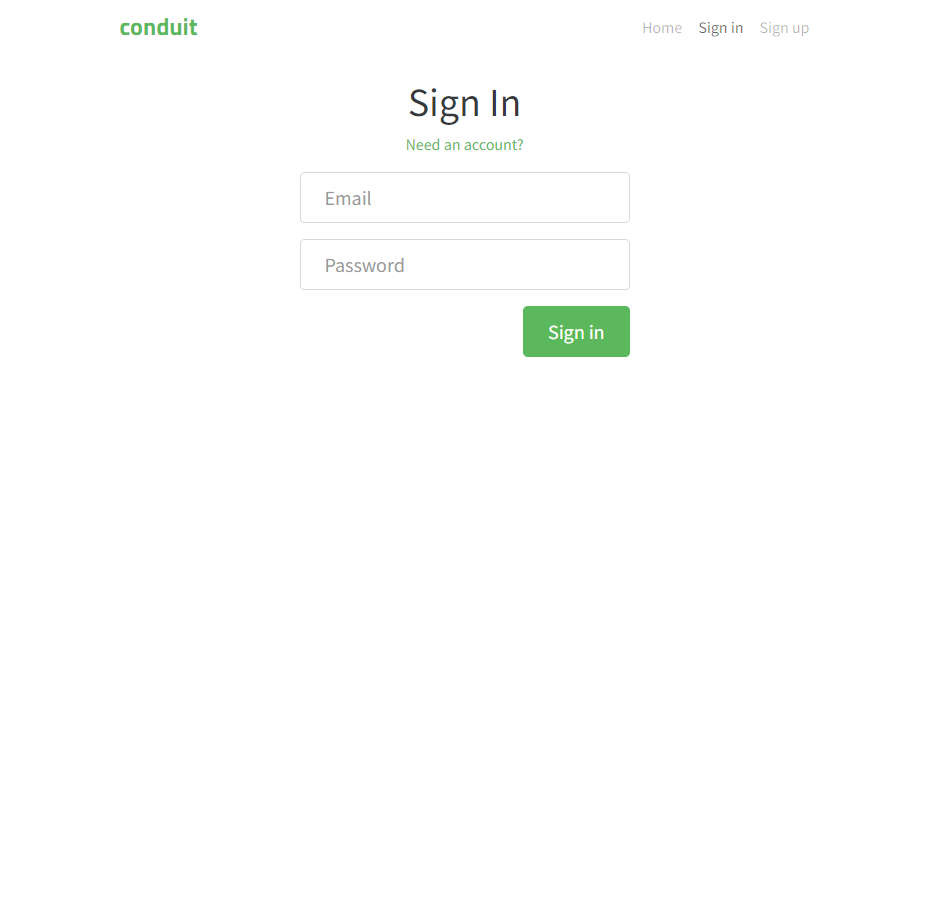 conduit
Home Sign in Sign up
Sign In
Need an account?
Email
Password
Sign in